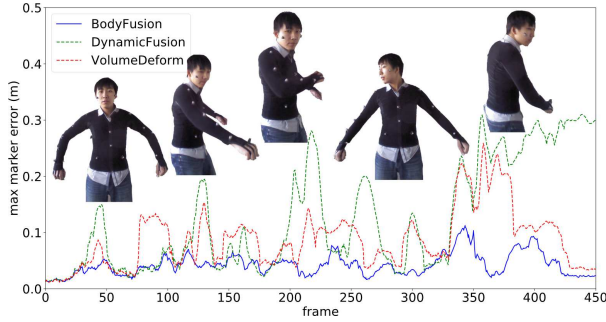 0.5
0.4
0.3
0.2
0.1
0.0
max marker error (m)
BodyFusion
DynamicFusion
VolumeDeform
0 50 100 150 200 250 300 350 400 450
frame